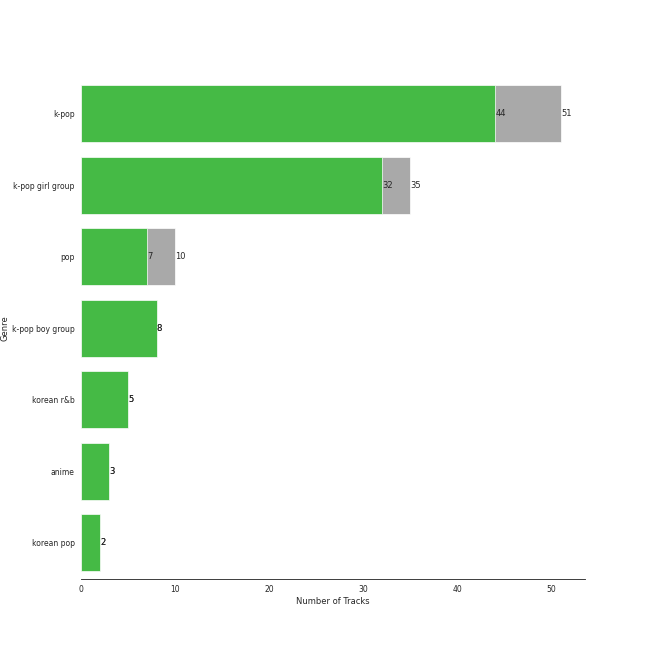 k-pop
44
51
k-pop girl group
32
35
pop
7
10
k-pop boy group
8
korean r&b
5
anime
3
korean pop
2
0
10
20
30
40
50
Number of Tracks
Genre